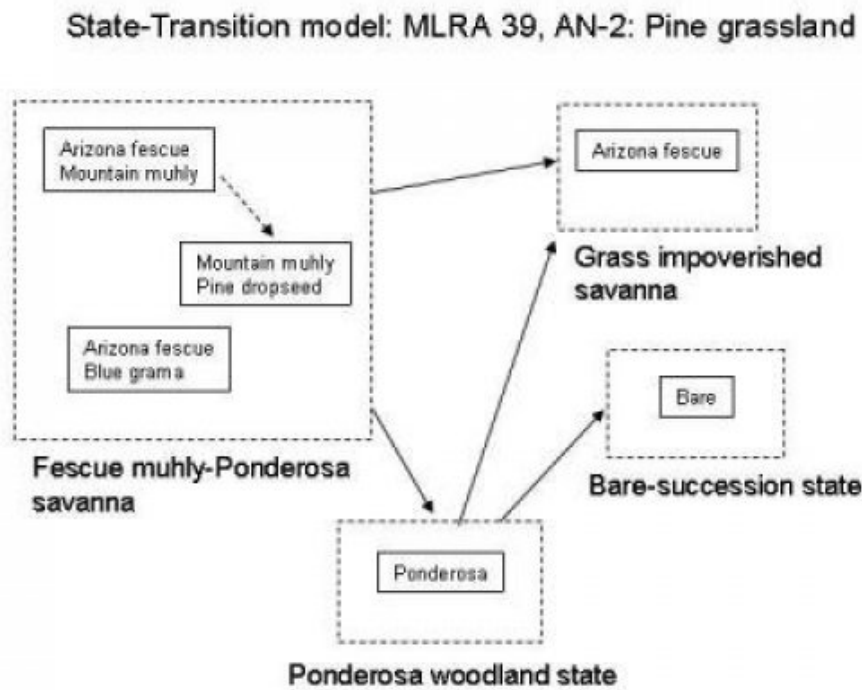 State-Transition model: MLRA 39, AN-2: Pine grassland
Arizona fescue
Mountain muhly
Mountain muhly
Pine dropseed
Arizona fescue
Blue grama
Fescue muhly-Ponderosa
savanna
Arizona fescue
Grass impoverished
savanna
Bare
Bare-succession state
Ponderosa
Ponderosa woodland state